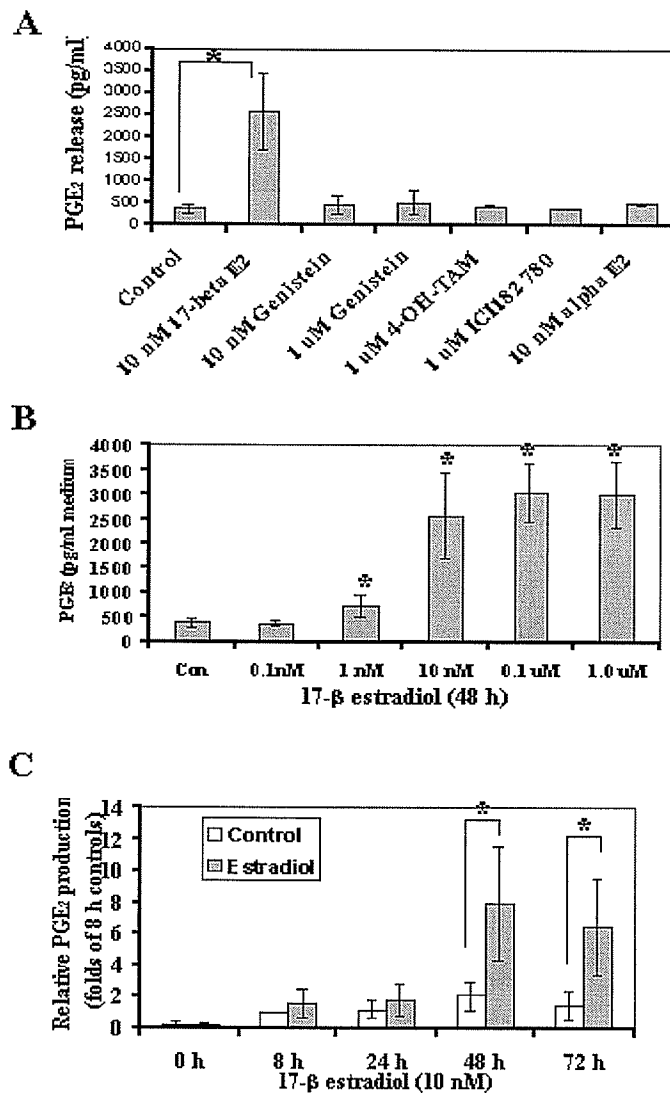 A
PGE2 release (pg/ml)
4000
3500
3000
2500
2000
1500
1000
500
0
*
Control
10 nM 17-beta E2
10 nM Genistein
1 uM Genistein
1 uM 4-OH-TAM
1 uM ICI182 780
10 nM alpha E2
B
PGE2 (pg/ml medium
4000
3500
3000
2500
2000
1500
1000
500
0
*
*
*
*
Con.
0.1nM
1 nM
10 nM
0.1 uM
1.0 uM
17-β estradiol (48 h)
C
Relative PGE2 production
(folds of 8 h controls)
14
12
10
8
6
4
2
0
Control
Estradiol
*
*
0 h
8 h
24 h
48 h
72 h
17-β estradiol (10 nM)